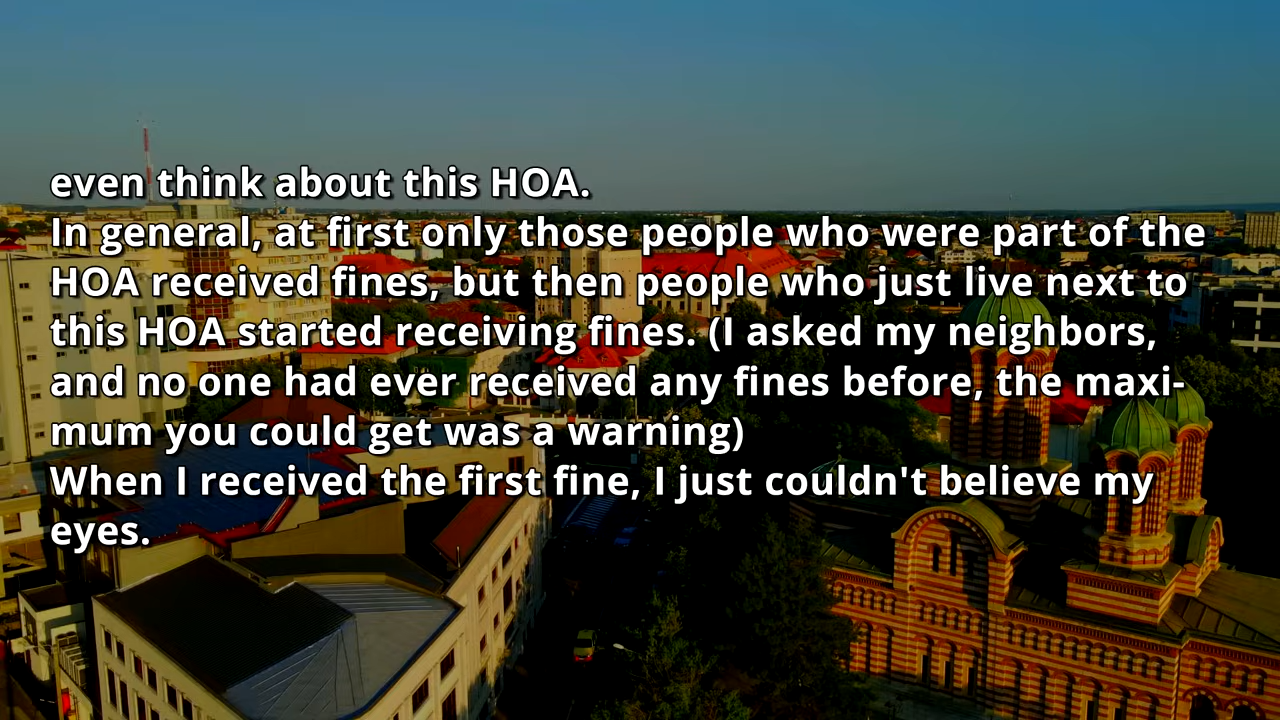 even think about this HOA.
In general, at first only those people who were part of the
HOA received fines, but then people who just live next to
this HOA started receiving fines. (I asked my neighbors,
and no one had ever received any fines before, the maxi-
mum you could get was a warning)
When I received the first fine, I just couldn't believe my
eyes.